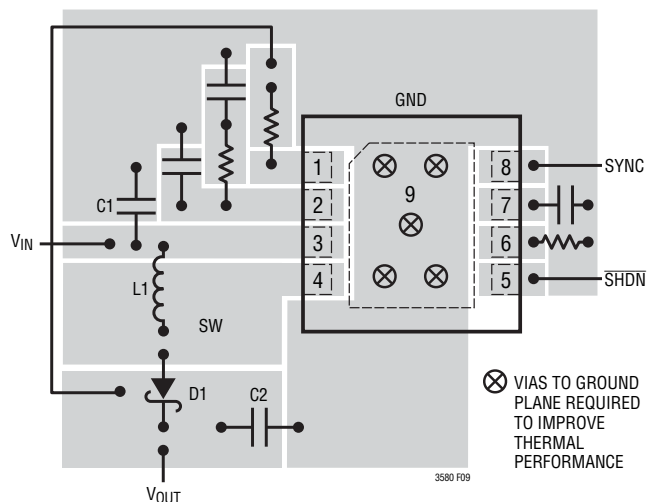 GND
1
8
SYNC
C1
2
9
7
VIN
3
6
L1
4
5
SHDN
SW
D1
C2
VIAS TO GROUND
PLANE REQUIRED
TO IMPROVE
THERMAL
PERFORMANCE
3580 F09
VOUT